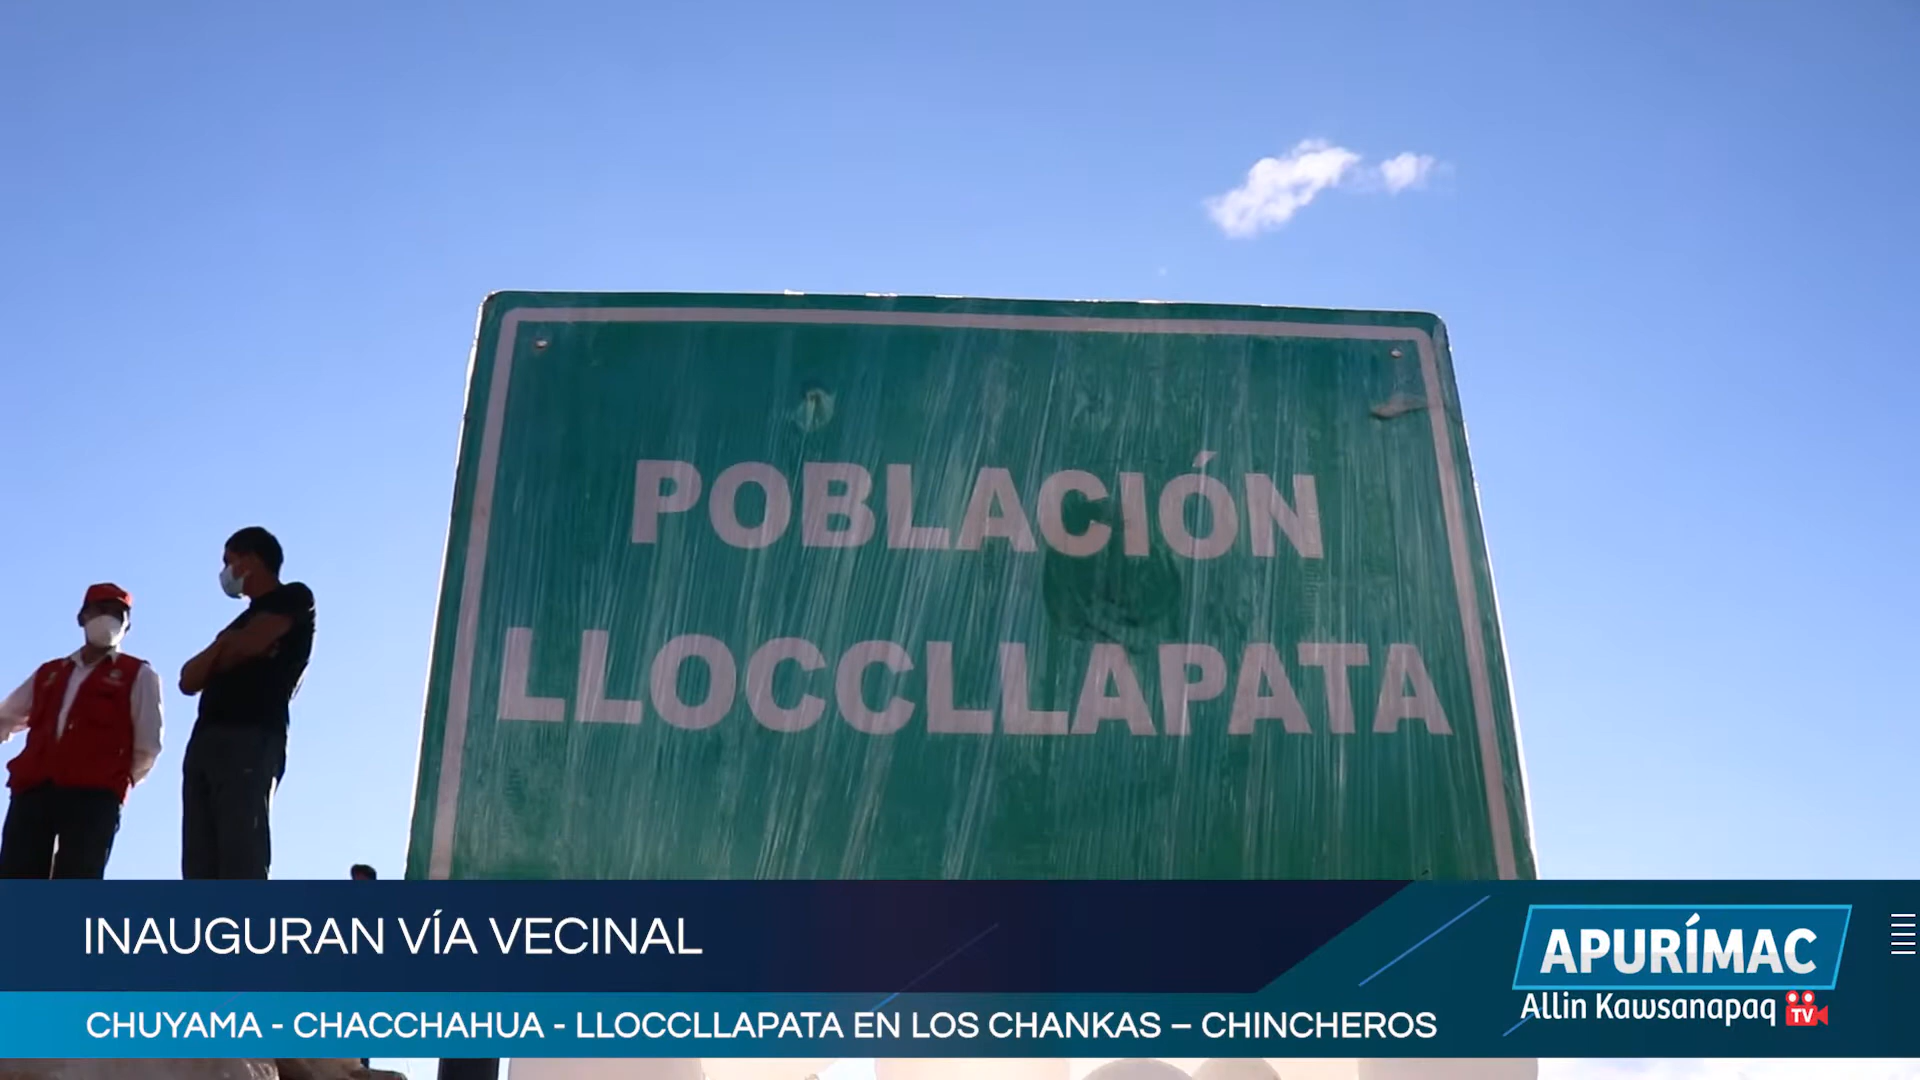 POBLACIÓN
LLOCCLLAPATA
INAUGURAN VÍA VECINAL
CHUYAMA - CHACCHAHUA - LLOCCLLAPATA EN LOS CHANKAS – CHINCHEROS
APURÍMAC
Allin Kawsanapaq TV